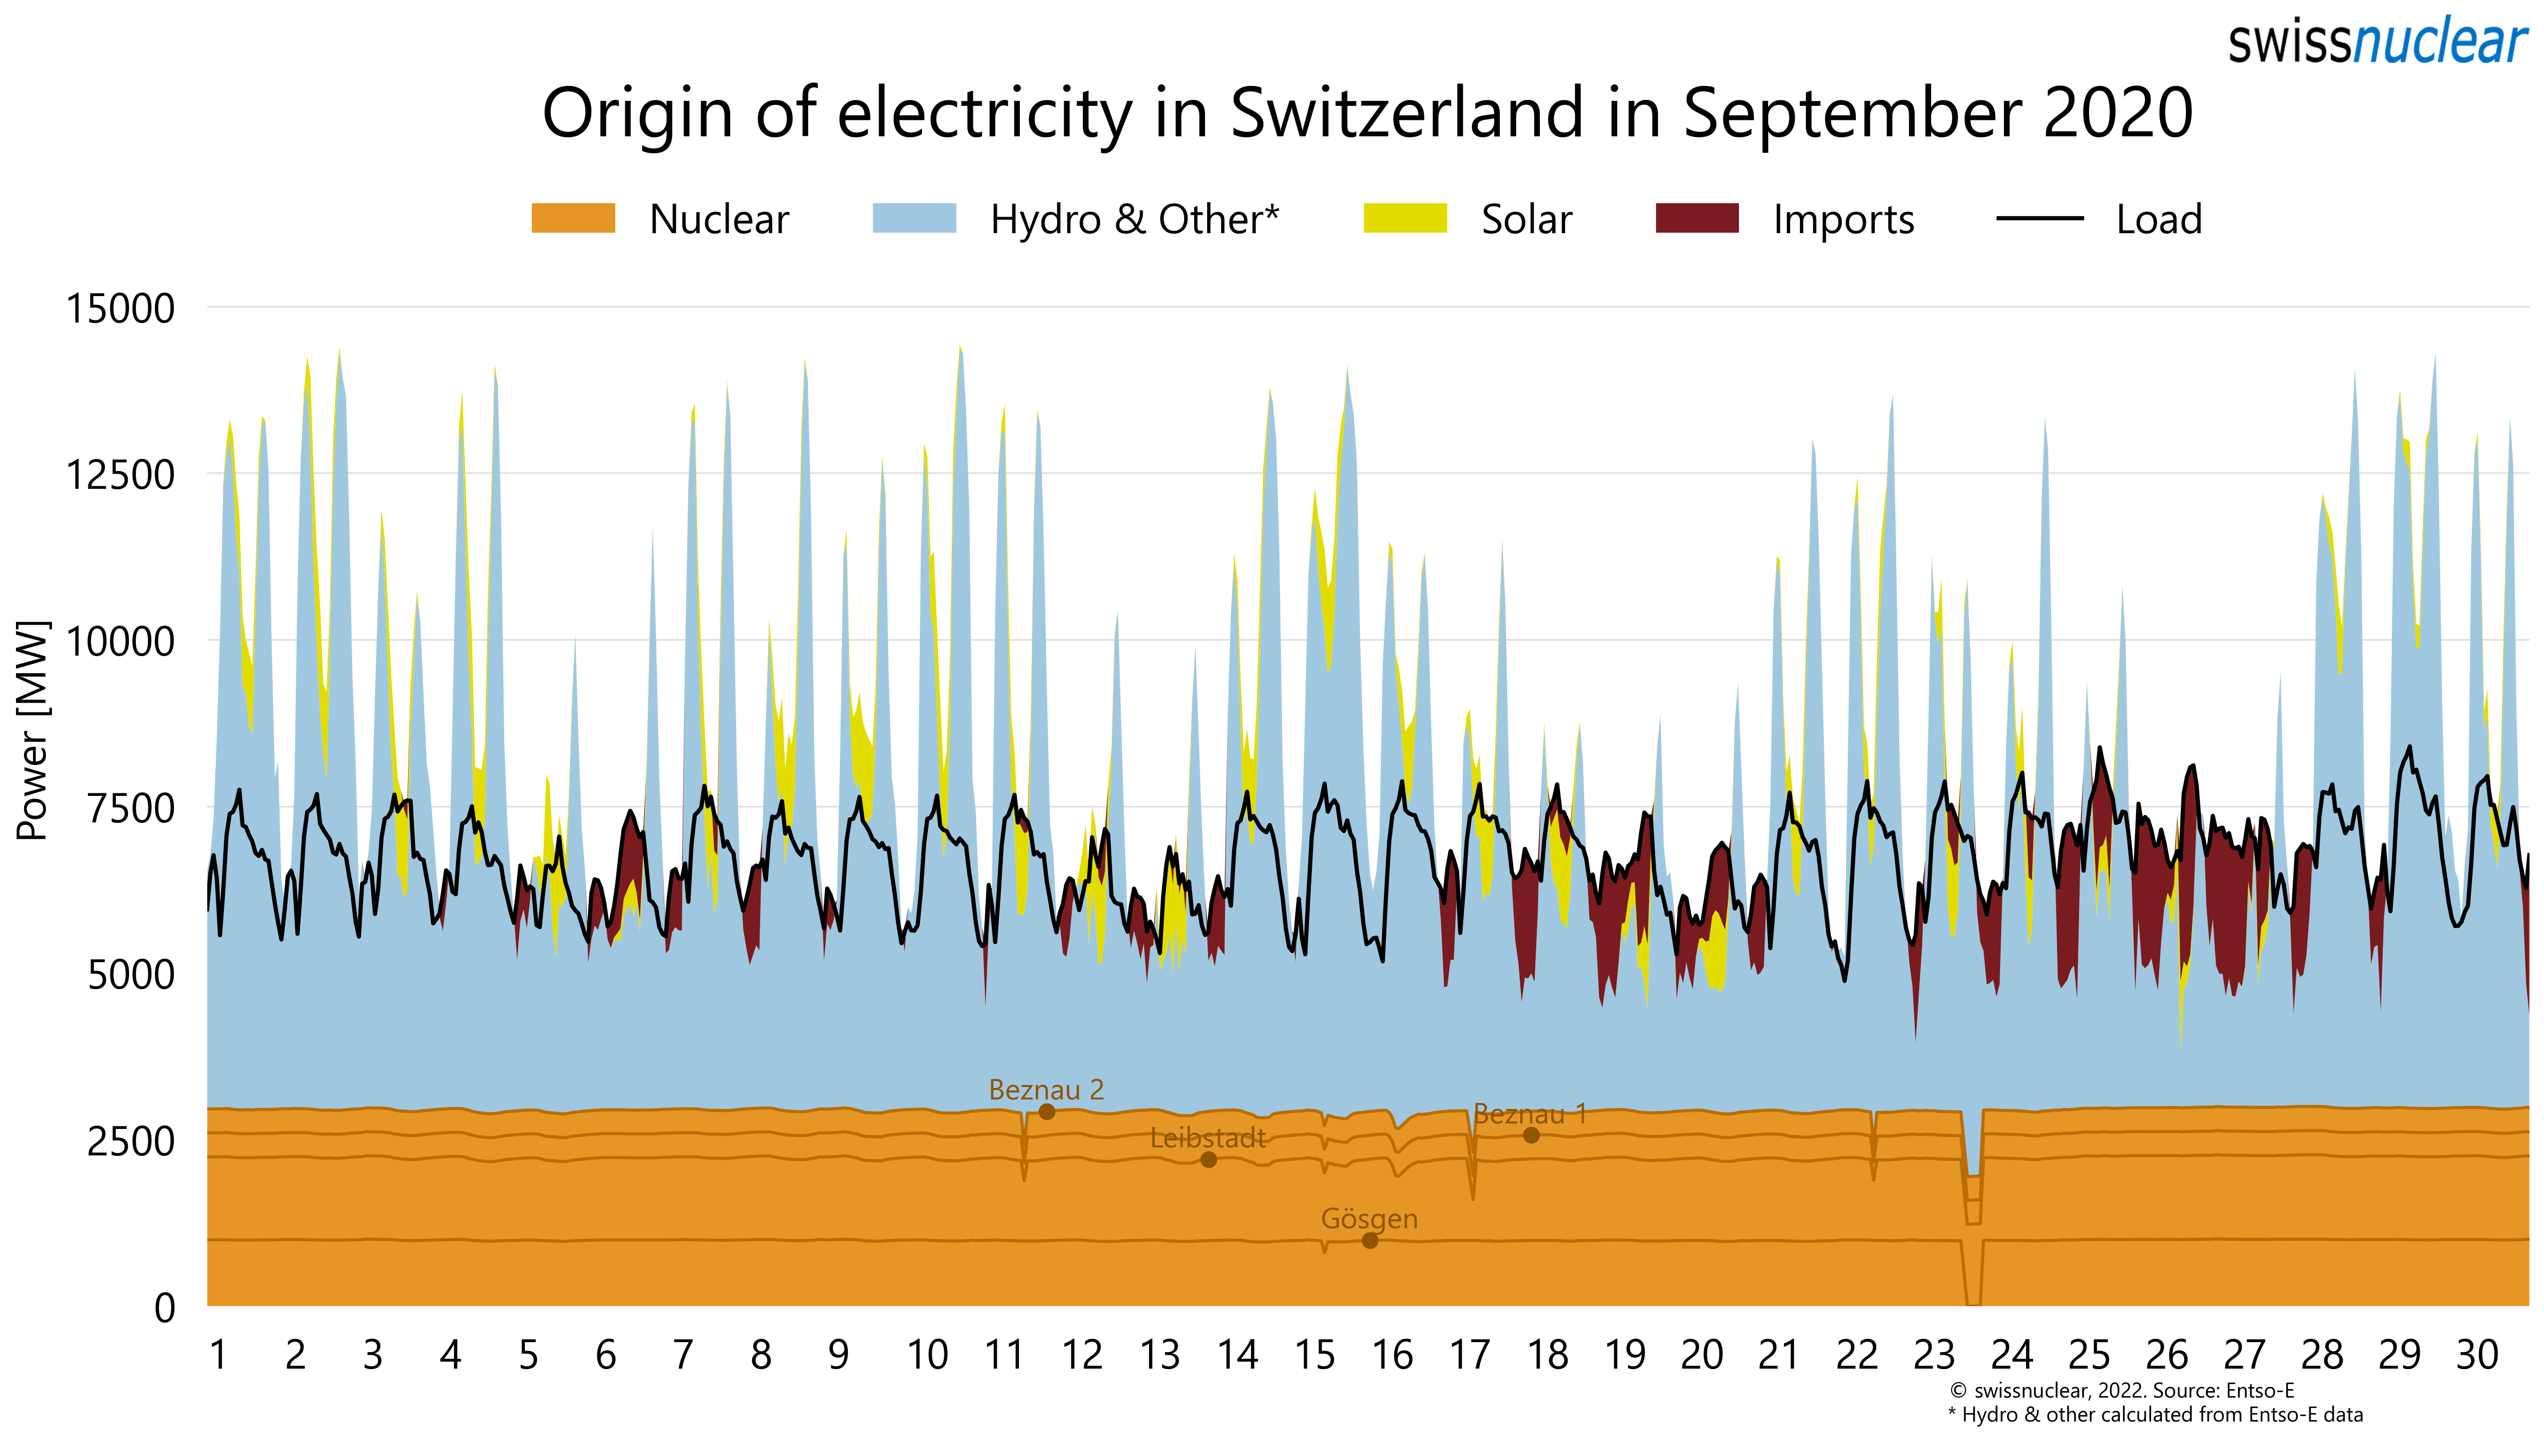 swissnuclear
Origin of electricity in Switzerland in September 2020
Nuclear Hydro & Other* Solar Imports Load
15000
12500
10000
7500
5000
2500
0
Power [MW]
Beznau 2
Beznau 1
Leibstadt
Gösgen
1 2 3 4 5 6 7 8 9 10 11 12 13 14 15 16 17 18 19 20 21 22 23 24 25 26 27 28 29 30
© swissnuclear, 2022. Source: Entso-E
* Hydro & other calculated from Entso-E data